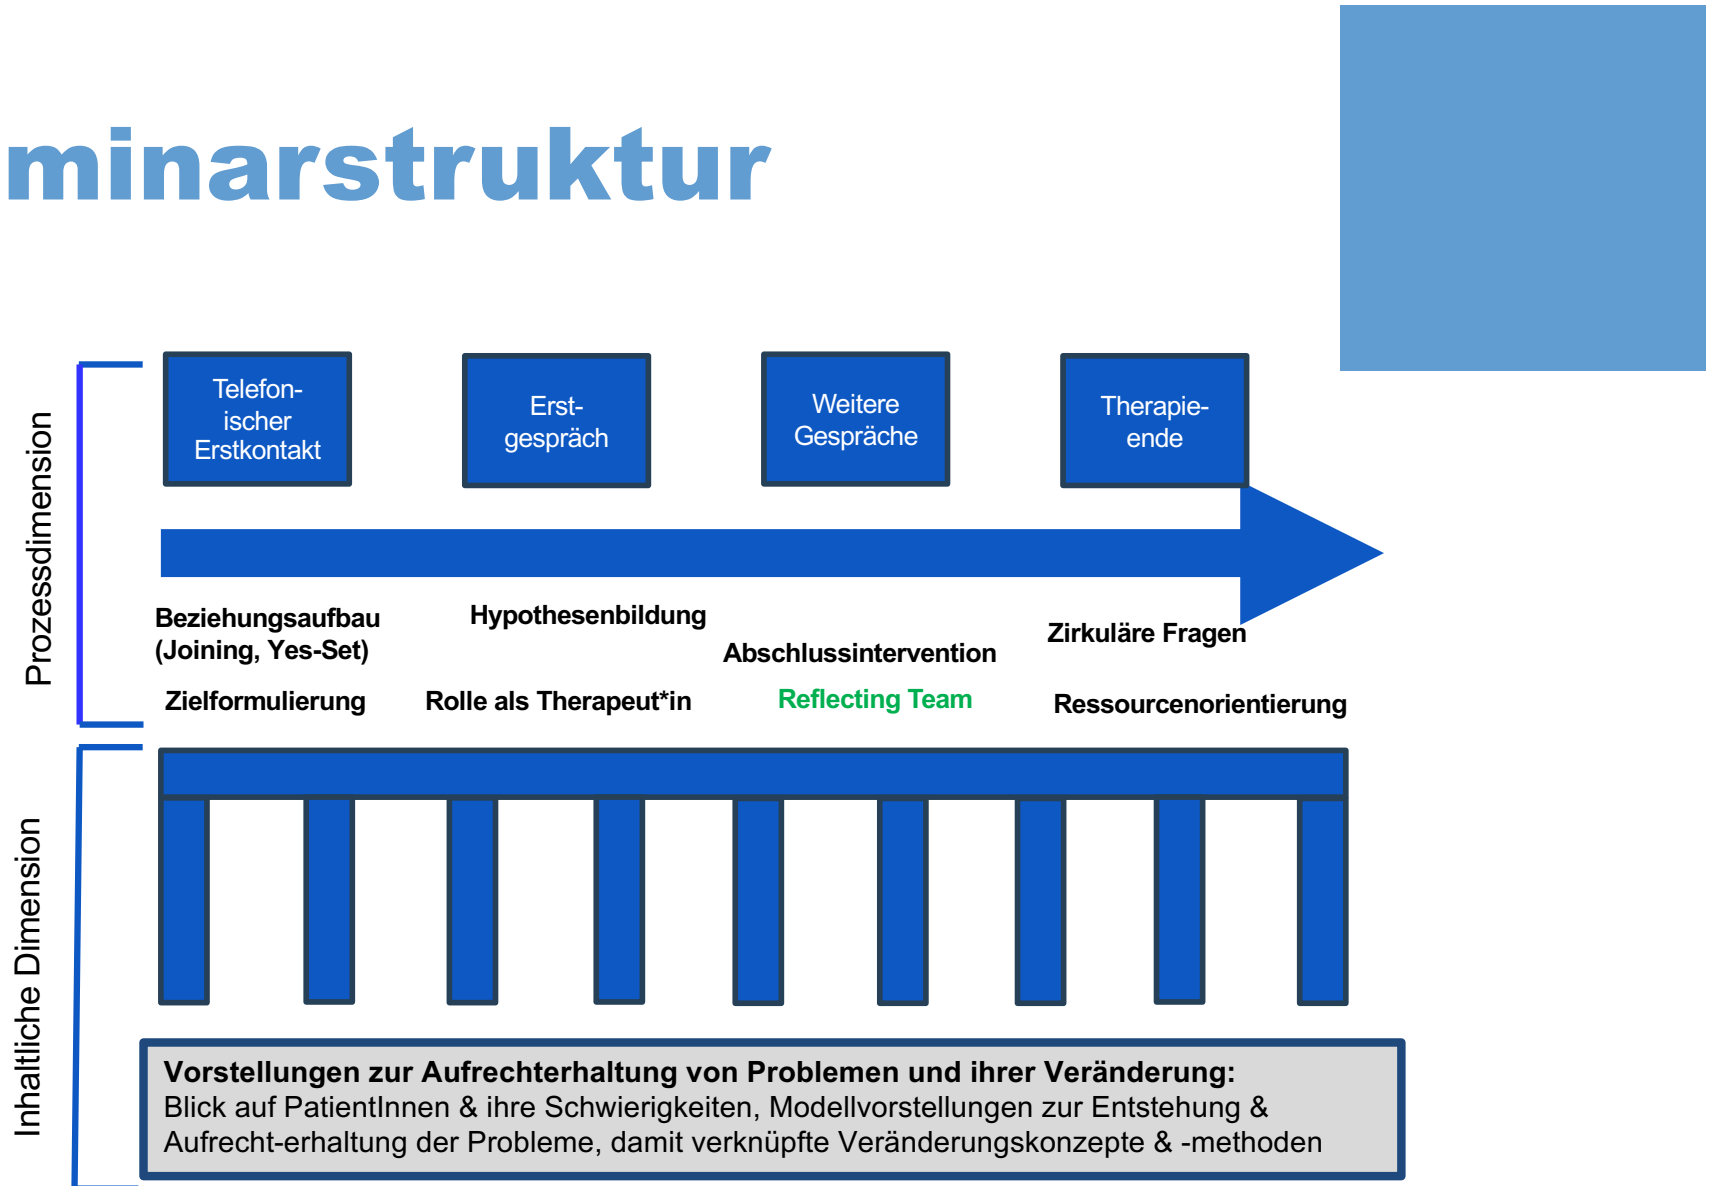 minarstruktur
Prozessdimension
Telefon-
ischer
Erstkontakt
Erst-
gespräch
Weitere
Gespräche
Therapie-
ende
Beziehungsaufbau
(Joining, Yes-Set)
Hypothesenbildung
Abschlussintervention
Zirkuläre Fragen
Zielformulierung
Rolle als Therapeut*in
Reflecting Team
Ressourcenorientierung
Inhaltliche Dimension
Vorstellungen zur Aufrechterhaltung von Problemen und ihrer Veränderung:
Blick auf PatientInnen & ihre Schwierigkeiten, Modellvorstellungen zur Entstehung &
Aufrecht-erhaltung der Probleme, damit verknüpfte Veränderungskonzepte & -methoden